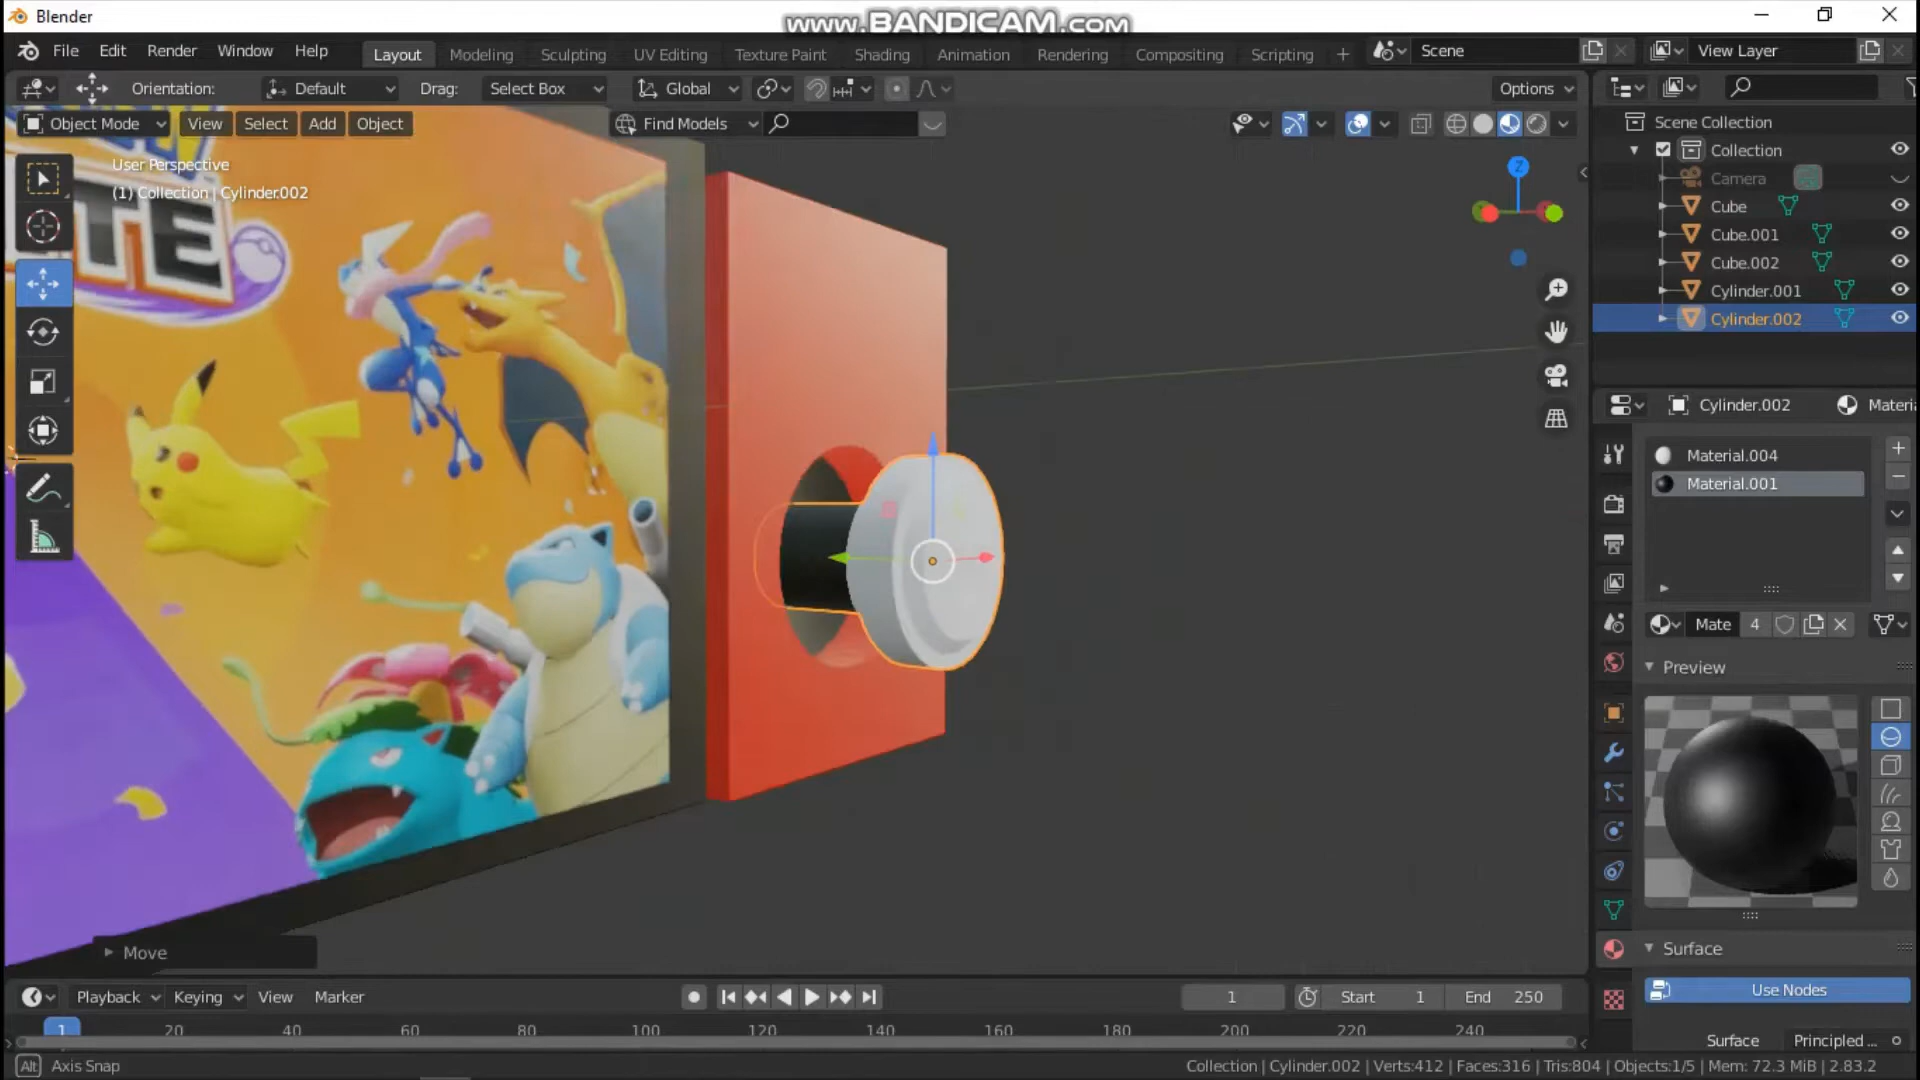 Blender
www.BANDICAM.com
File Edit Render Window Help
Layout Modeling Sculpting UV Editing Texture Paint Shading Animation Rendering Compositing Scripting +
Scene
View Layer
Orientation: Default Drag: Select Box Global Options
Object Mode View Select Add Object Find Models
User Perspective
(1) Collection | Cylinder.002
Z
Scene Collection
Collection
Camera
Cube
Cube.001
Cube.002
Cylinder.001
Cylinder.002
Cylinder.002 Materi
Material.004
Material.001
Mate 4
Preview
Surface
Use Nodes
Surface Principled ...
Move
Playback Keying View Marker 1 Start 1 End 250
1 20 40 60 80 100 120 140 160 180 200 220 240
Alt Axis Snap
Collection | Cylinder.002 | Verts:412 | Faces:316 | Tris:804 | Objects:1/5 | Mem: 72.3 MiB | 2.83.2